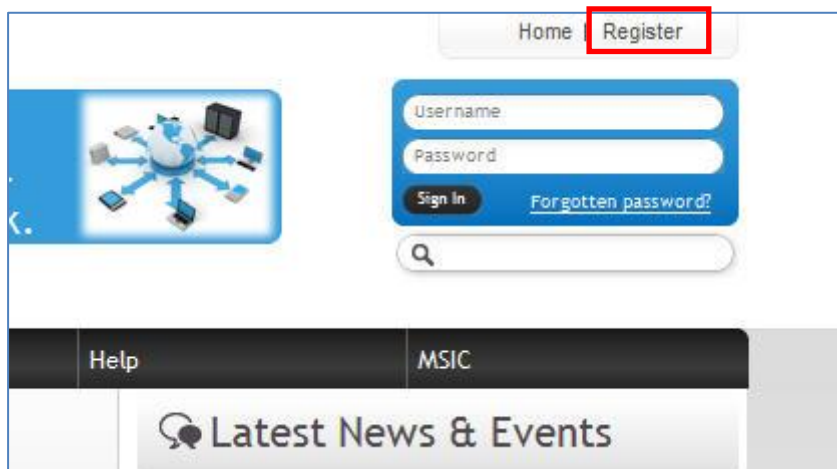 Home | Register
Username
Password
Sign In Forgotten password?
k.
Help MSIC
Latest News & Events